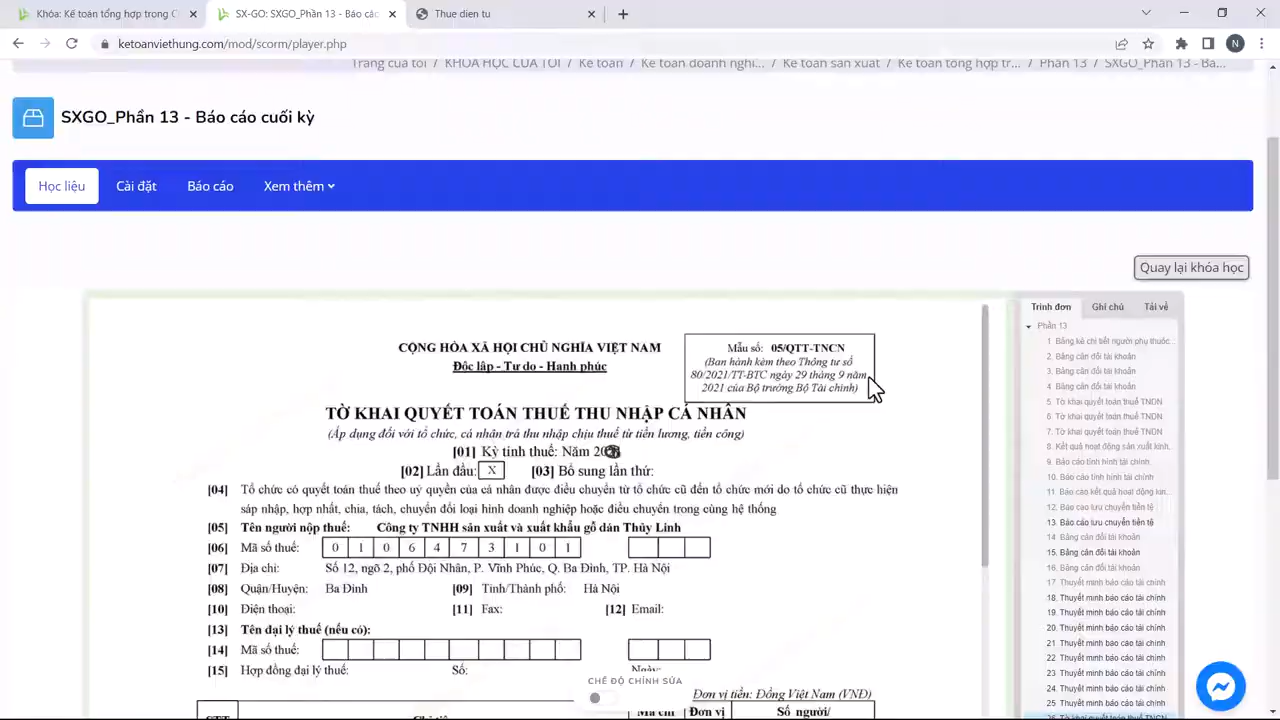 Khóa: Kế toán tổng hợp trong C
SX-GO: SXGO_Phần 13 - Báo các
Thue dien tu
ketoanviethung.com/mod/scorm/player.php
N
Trang của tôi / KHÓA HỌC CỦA TÔI / Kế toán / Kế toán doanh nghi... / Kế toán sản xuất / Kế toán tổng hợp tr... / Phần 13 / SXGO_Phần 13 - Bá...
SXGO_Phần 13 - Báo cáo cuối kỳ
Học liệu
Cài đặt
Báo cáo
Xem thêm
Quay lại khóa học
CỘNG HÒA XÃ HỘI CHỦ NGHĨA VIỆT NAM
Độc lập - Tự do - Hạnh phúc
Mẫu số: 05/QTT-TNCN
(Ban hành kèm theo Thông tư số
80/2021/TT-BTC ngày 29 tháng 9 năm
2021 của Bộ trưởng Bộ Tài chính)
TỜ KHAI QUYẾT TOÁN THUẾ THU NHẬP CÁ NHÂN
(Áp dụng đối với tổ chức, cá nhân trả thu nhập chịu thuế từ tiền lương, tiền công)
[01] Kỳ tính thuế: Năm
[02] Lần đầu: X [03] Bổ sung lần thứ:
[04] Tổ chức có quyết toán thuế theo uỷ quyền của cá nhân được điều chuyển từ tổ chức cũ đến tổ chức mới do tổ chức cũ thực hiện
sáp nhập, hợp nhất, chia, tách, chuyển đổi loại hình doanh nghiệp hoặc điều chuyển trong cùng hệ thống
[05] Tên người nộp thuế: Công ty TNHH sản xuất và xuất khẩu gỗ dán Thùy Linh
[06] Mã số thuế: 0 1 0 6 4 7 3 1 0 1
[07] Địa chỉ: Số 12, ngõ 2, phố Đội Nhân, P. Vĩnh Phúc, Q. Ba Đình, TP. Hà Nội
[08] Quận/Huyện: Ba Đình [09] Tỉnh/Thành phố: Hà Nội
[10] Điện thoại: [11] Fax: [12] Email:
[13] Tên đại lý thuế (nếu có):
[14] Mã số thuế:
[15] Hợp đồng đại lý thuế: Số: Ngày:
Đơn vị tiền: Đồng Việt Nam (VNĐ)
STT Chỉ tiêu Mã chỉ Đơn vị Số người/
CHẾ ĐỘ CHỈNH SỬA
Trình đơn
Ghi chú
Tải về
Phần 13
1 Bảng kê chi tiết người phụ thuộc...
2. Bảng cân đối tài khoản
3. Bảng cân đối tài khoản
4 Bảng cân đối tài khoản
5. Tờ khai quyết toán thuế TNDN
6. Tờ khai quyết toán thuế TNDN
7. Tờ khai quyết toán thuế TNDN
8. Kết quả hoạt động sản xuất kinh...
9. Báo cáo tình hình tài chính
10. Báo cáo tình hình tài chính
11. Báo cáo kết quả hoạt động kin...
12. Báo cáo lưu chuyển tiền tệ
13. Báo cáo lưu chuyển tiền tệ
14 Bảng cân đối tài khoản
15. Bảng cân đối tài khoản
16. Bảng cân đối tài khoản
17 Thuyết minh báo cáo tài chính
18. Thuyết minh báo cáo tài chính
19. Thuyết minh báo cáo tài chính
20. Thuyết minh báo cáo tài chính
21 Thuyết minh báo cáo tài chính
22 Thuyết minh báo cáo tài chính
23 Thuyết minh báo cáo tài chính
24. Thuyết minh báo cáo tài chính
25. Thuyết minh báo cáo tài chính
26. Tờ khai quyết toán thuế TNCN